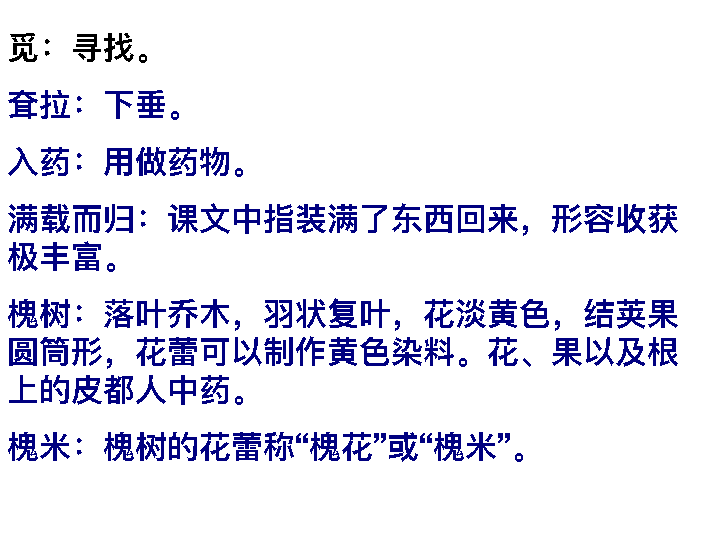 觅：寻找。
耷拉：下垂。
入药：用做药物。
满载而归：课文中指装满了东西回来，形容收获
极丰富。
槐树：落叶乔木，羽状复叶，花淡黄色，结荚果
圆筒形，花蕾可以制作黄色染料。花、果以及根
上的皮都人中药。
槐米：槐树的花蕾称“槐花”或“槐米”。